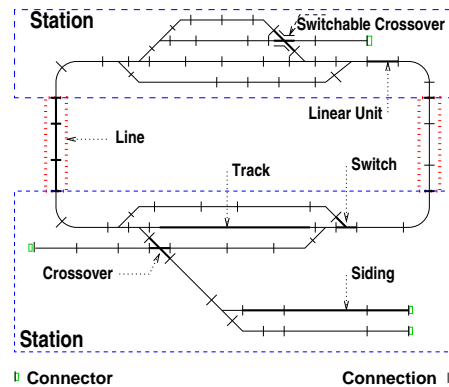 Station
Switchable Crossover
Linear Unit
Line
Track
Switch
Crossover
Siding
Station
Connector
Connection